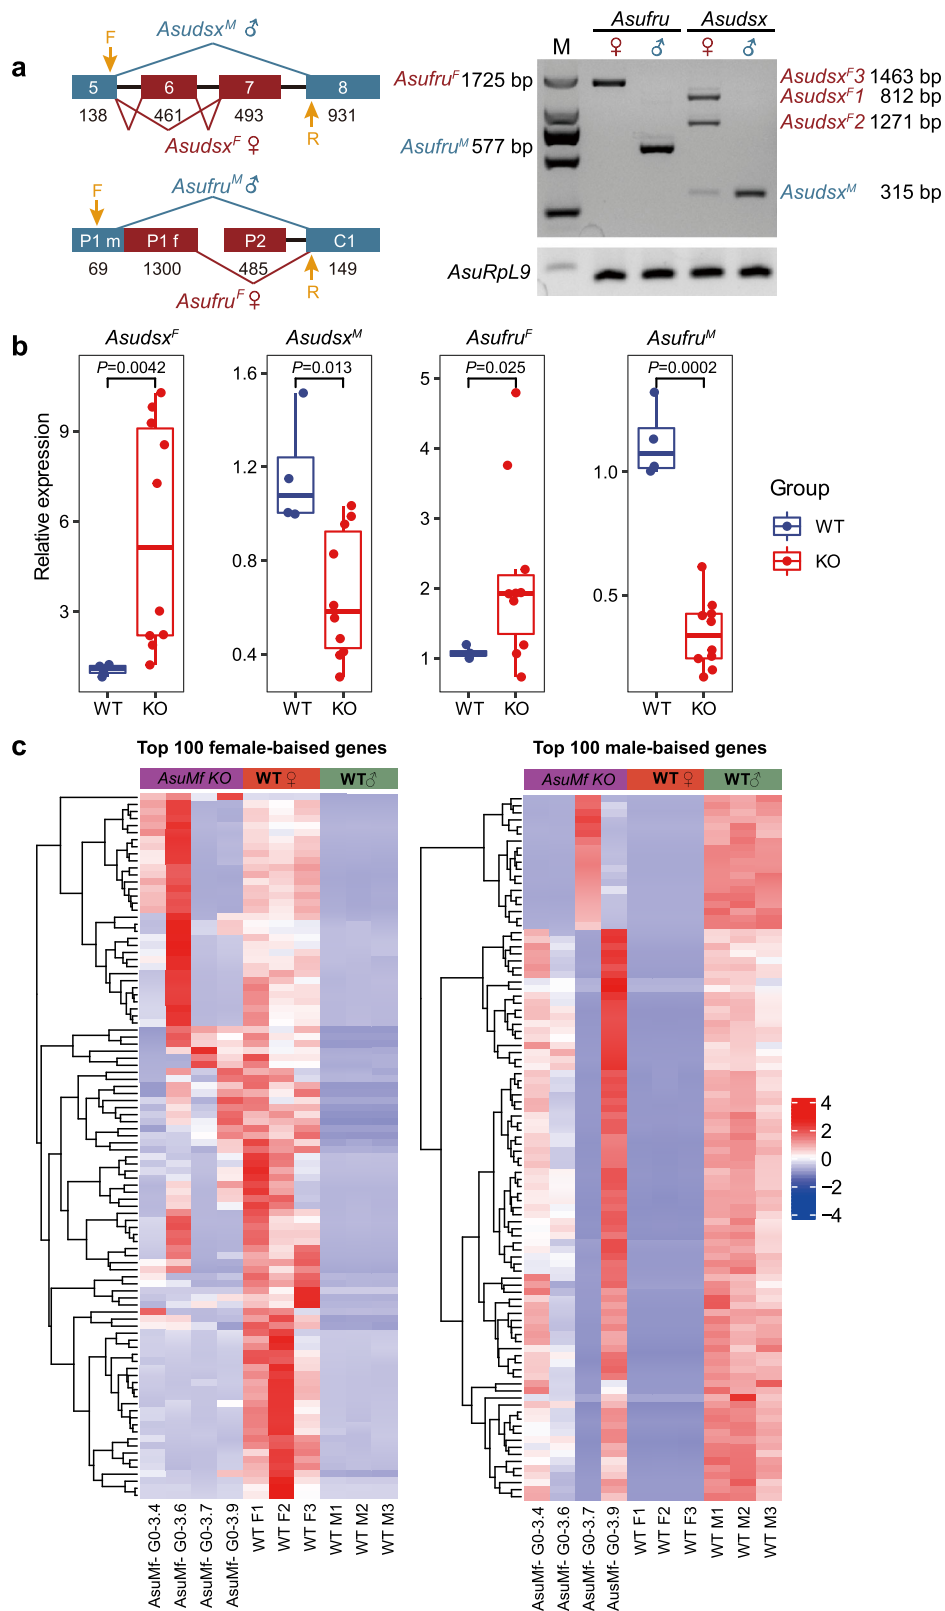 a
Asudsx^M ♂
F
5 6 7 8
138 461 493 931
R
Asudsx^F ♀
Asufru^M ♂
F
P1 m P1 f P2 C1
69 1300 485 149
R
Asufru^F ♀
Asufru Asudsx
M ♀ ♂ ♀ ♂
Asufru^F 1725 bp
Asufru^M 577 bp
Asudsx^F3 1463 bp
Asudsx^F1 812 bp
Asudsx^F2 1271 bp
Asudsx^M 315 bp
AsuRpL9
b
Relative expression
Asudsx^F
P=0.0042
9
6
3
WT KO
Asudsx^M
P=0.013
1.6
1.2
0.8
0.4
WT KO
Asufru^F
P=0.025
5
4
3
2
1
WT KO
Asufru^M
P=0.0002
1.0
0.5
WT KO
Group
WT
KO
c
Top 100 female-baised genes
AsuMf KO WT ♀ WT♂
AsuMf- G0-3.4
AsuMf- G0-3.6
AsuMf- G0-3.7
AsuMf- G0-3.9
WT F1
WT F2
WT F3
WT M1
WT M2
WT M3
Top 100 male-baised genes
AsuMf KO WT ♀ WT♂
AsuMf- G0-3.4
AsuMf- G0-3.6
AsuMf- G0-3.7
AusMf- G0-3.9
WT F1
WT F2
WT F3
WT M1
WT M2
WT M3
4
2
0
−2
−4